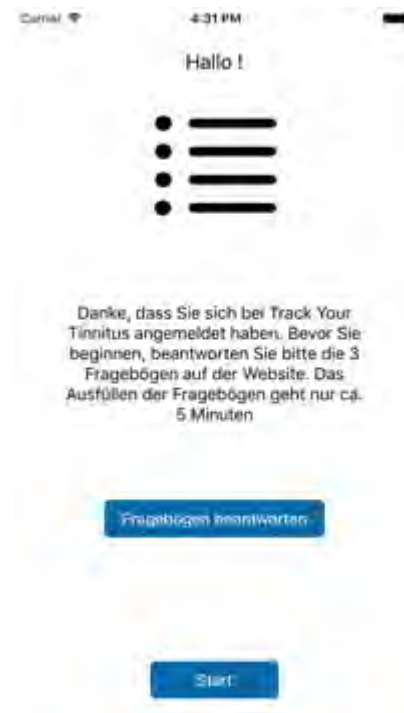 Carrier 4:31 PM
Hallo !
Danke, dass Sie sich bei Track Your
Tinnitus angemeldet haben. Bevor Sie
beginnen, beantworten Sie bitte die 3
Fragebögen auf der Website. Das
Ausfüllen der Fragebögen geht nur ca.
5 Minuten
Fragebögen beantworten
Start